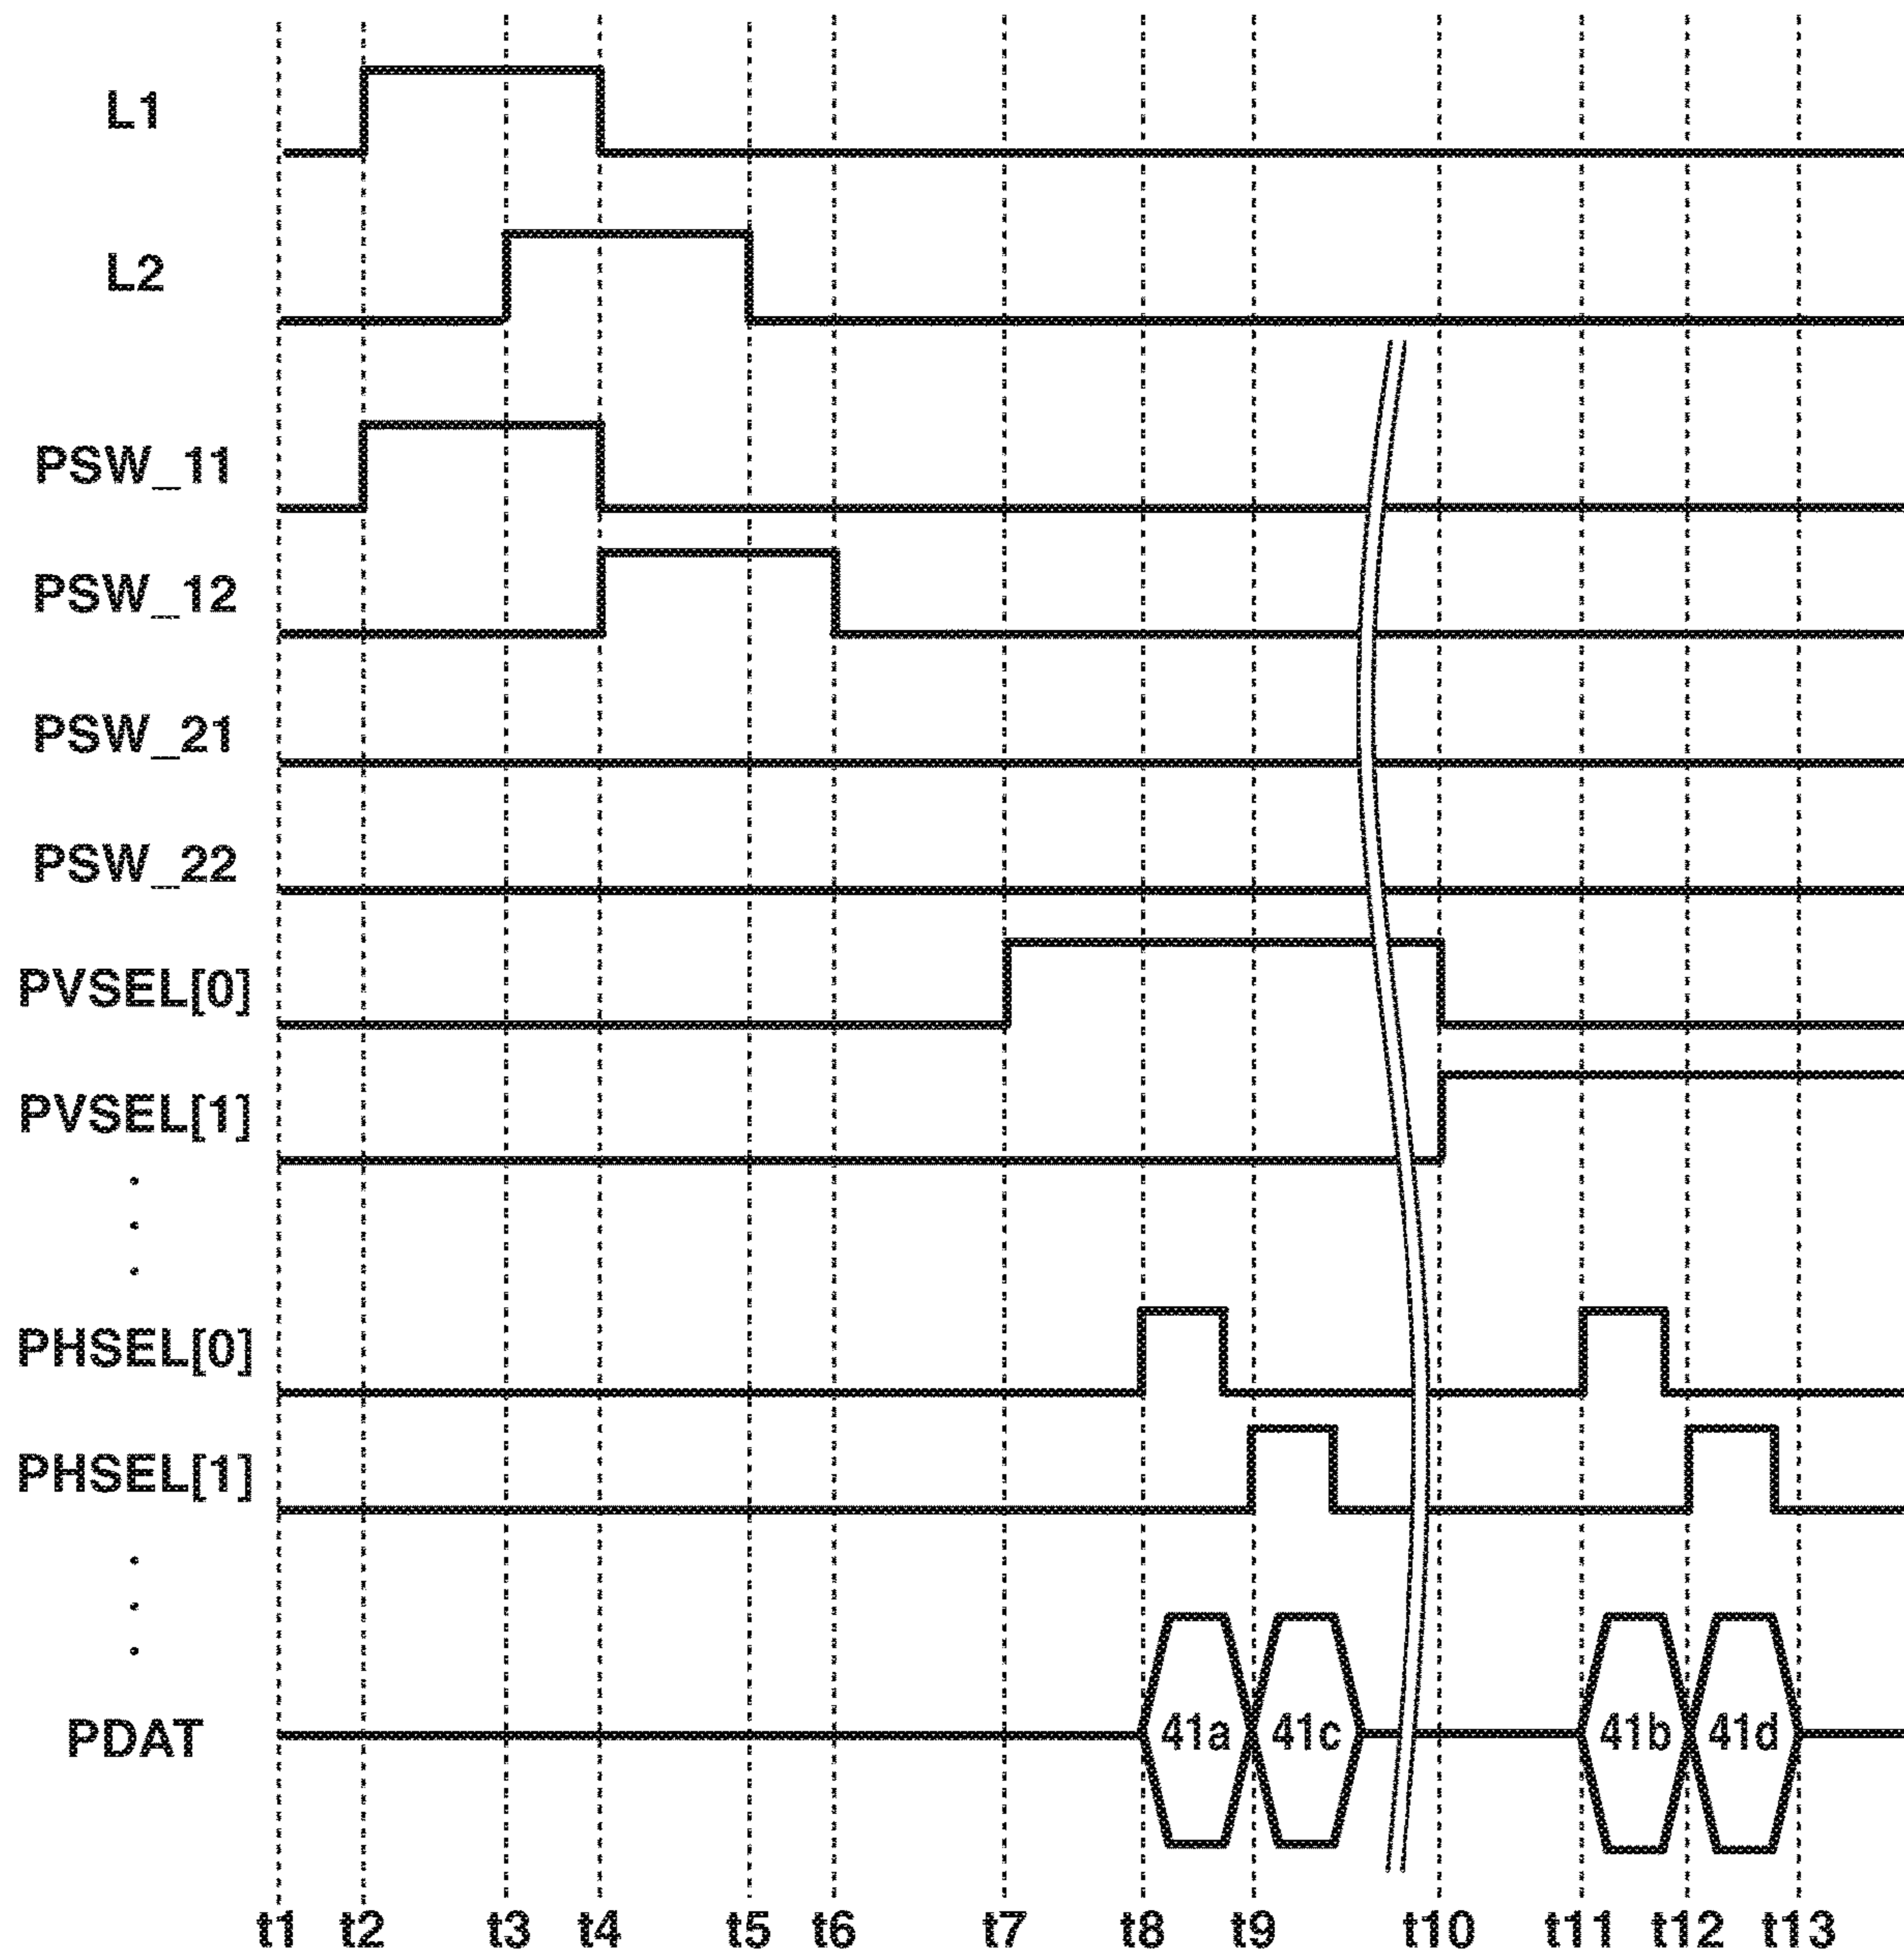 L1
L2
PSW_11
PSW_12
PSW_21
PSW_22
PVSEL[0]
PVSEL[1]
PHSEL[0]
PHSEL[1]
PDAT
41a 41c 41b 41d
t1 t2 t3 t4 t5 t6 t7 t8 t9 t10 t11 t12 t13